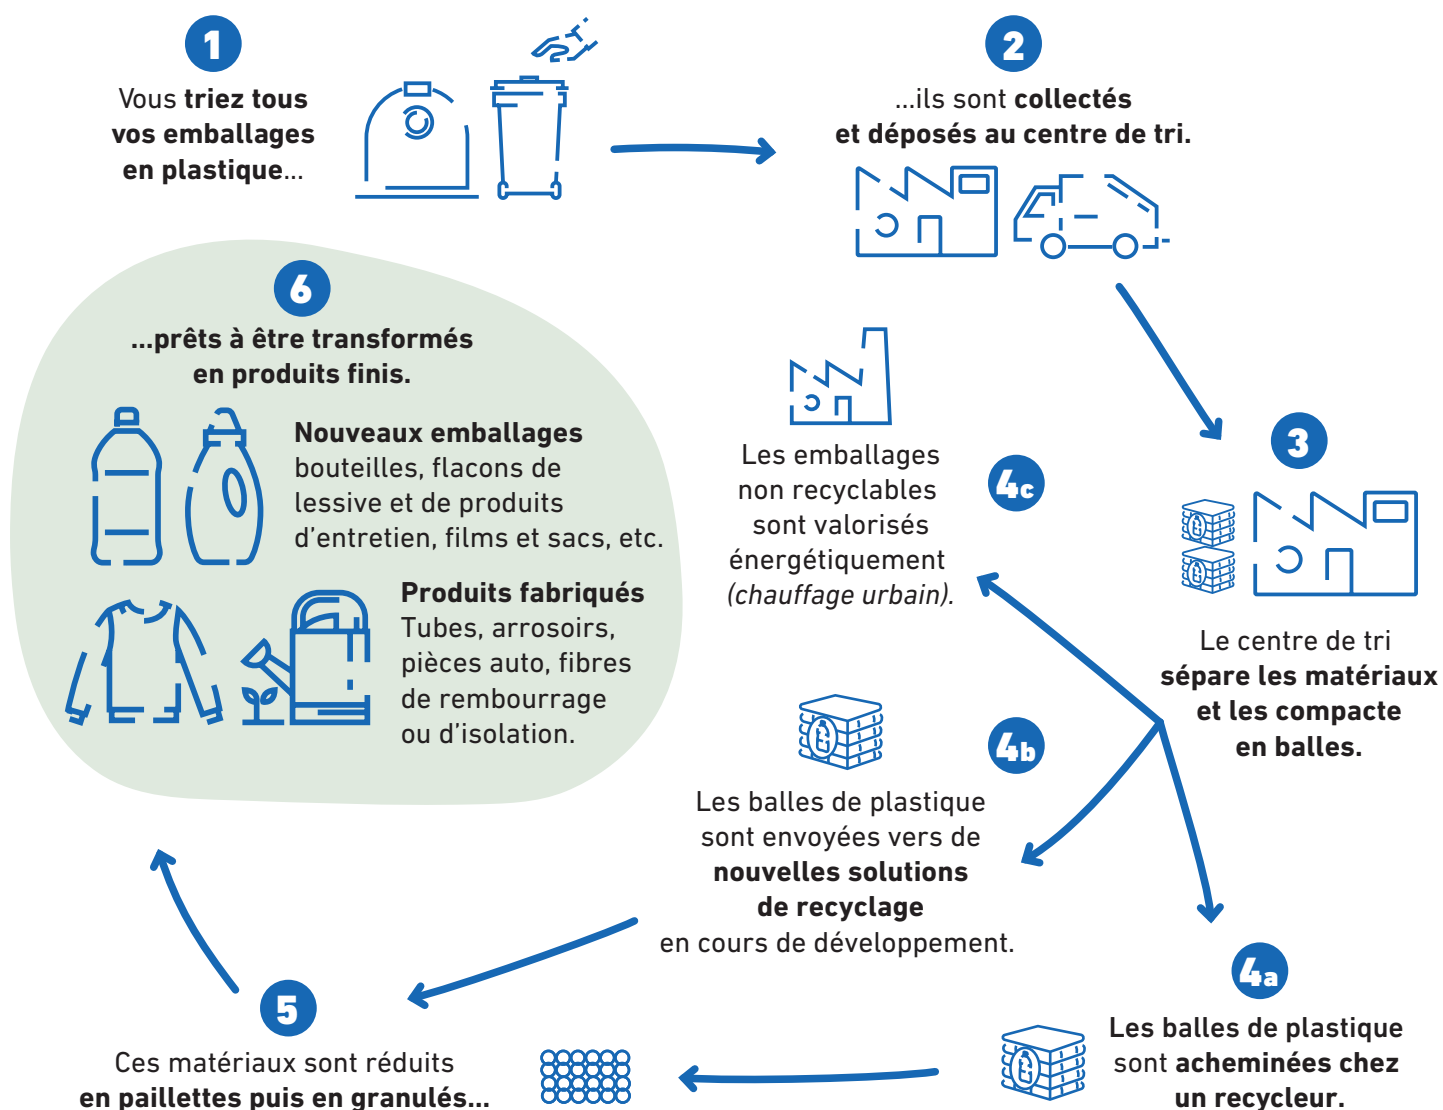 1
Vous triez tous
vos emballages
en plastique...
2
...ils sont collectés
et déposés au centre de tri.
3
Le centre de tri
sépare les matériaux
et les compacte
en balles.
4a
Les balles de plastique
sont acheminées chez
un recycleur.
4b
Les balles de plastique
sont envoyées vers de
nouvelles solutions
de recyclage
en cours de développement.
4c
Les emballages
non recyclables
sont valorisés
énergétiquement
(chauffage urbain).
5
Ces matériaux sont réduits
en paillettes puis en granulés...
6
...prêts à être transformés
en produits finis.
Nouveaux emballages
bouteilles, flacons de
lessive et de produits
d’entretien, films et sacs, etc.
Produits fabriqués
Tubes, arrosoirs,
pièces auto, fibres
de rembourrage
ou d’isolation.